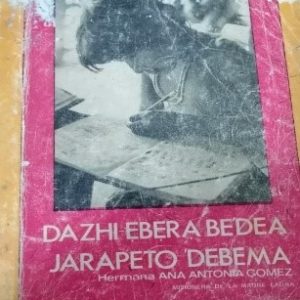 DAZHI EBERA BEDEA
JARAPETO DEBEMA
Hermana ANA ANTONIA GOMEZ
MISIONERA DE LA MADRE LAURA